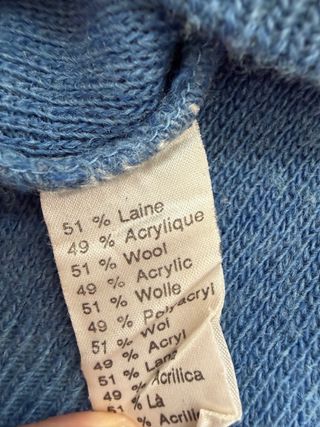 51 % Laine
49 % Acrylique
51 % Wool
49 % Acrylic
51 % Wolle
49 % Polyacryl
51 % Wol
49 % Acryl
51 % Lana
49 % Acrilica
51 % Là
% Acrilic